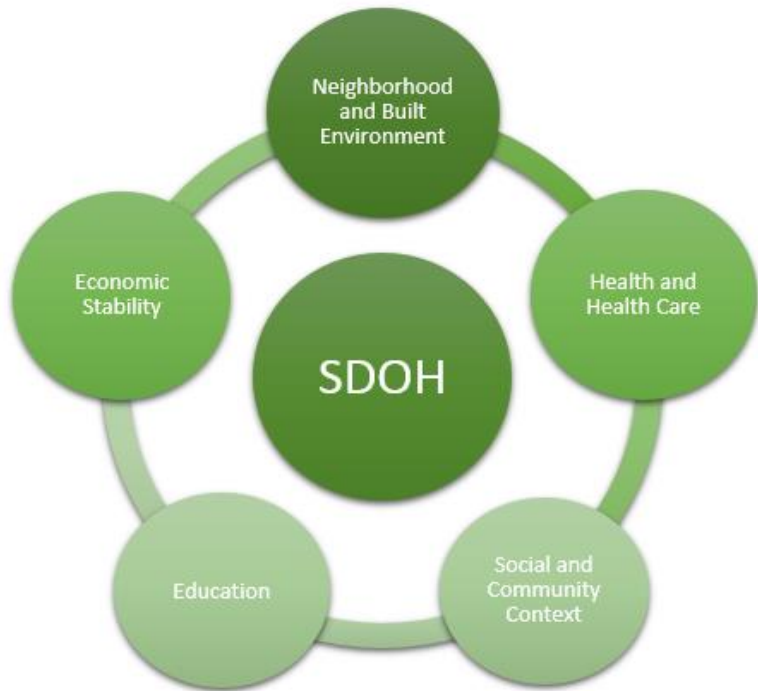 Neighborhood
and Built
Environment
Economic
Stability
Health and
Health Care
SDOH
Education
Social and
Community
Context